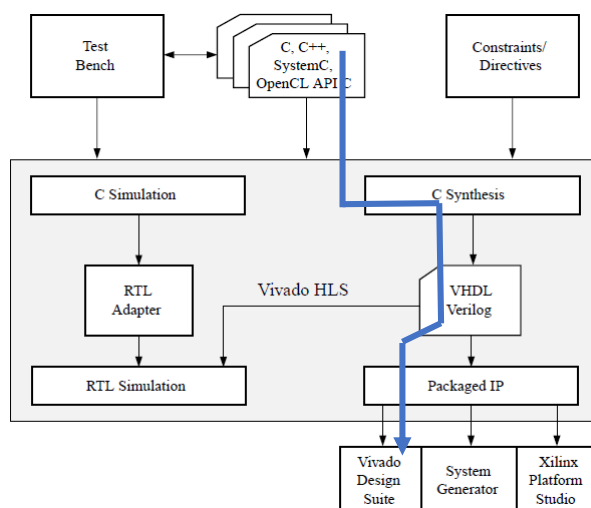 Test
Bench
C, C++,
SystemC,
OpenCL API C
Constraints/
Directives
C Simulation
C Synthesis
RTL
Adapter
Vivado HLS
VHDL
Verilog
RTL Simulation
Packaged IP
Vivado
Design
Suite
System
Generator
Xilinx
Platform
Studio